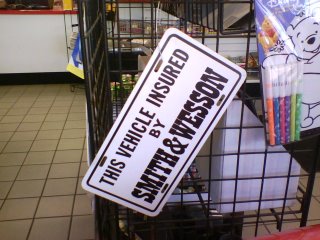 THIS VEHICLE INSURED
BY
SMITH & WESSON